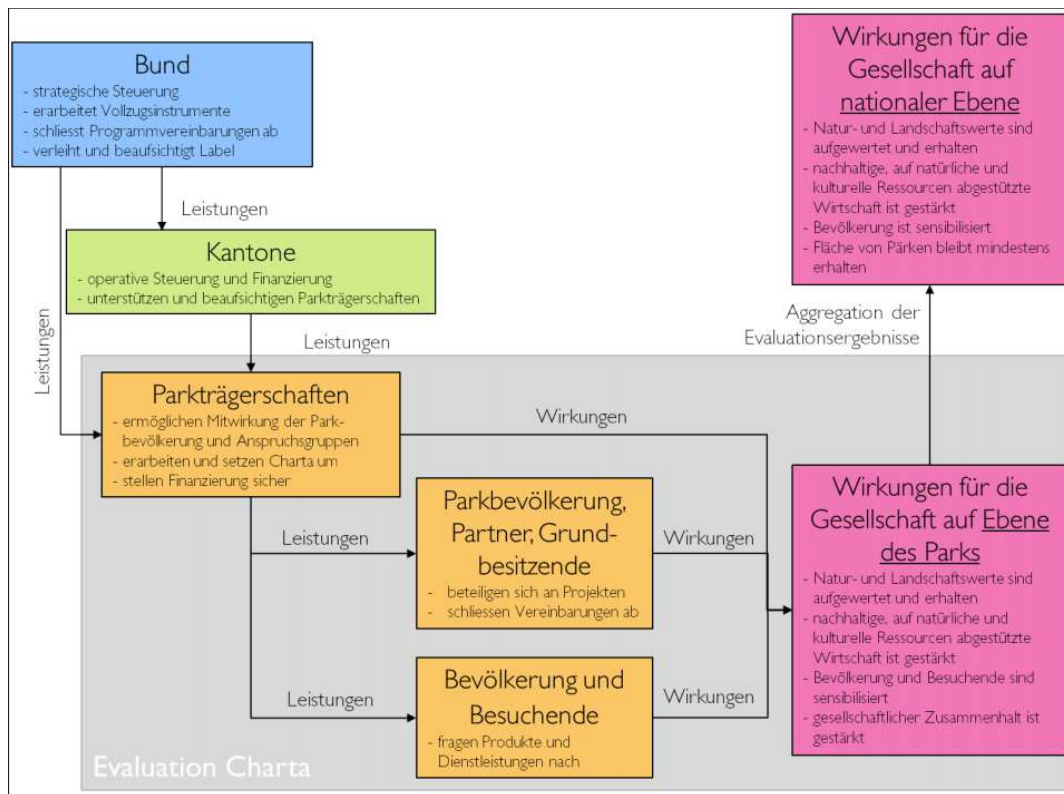 Bund
- strategische Steuerung
- erarbeitet Vollzugsinstrumente
- schliesst Programmvereinbarungen ab
- verleiht und beaufsichtigt Label
Leistungen
Kantone
- operative Steuerung und Finanzierung
- unterstützen und beaufsichtigen Parkträgerschaften
Leistungen
Leistungen
Parkträgerschaften
- ermöglichen Mitwirkung der Park-
bevölkerung und Anspruchsgruppen
- erarbeiten und setzen Charta um
- stellen Finanzierung sicher
Wirkungen
Leistungen
Parkbevölkerung,
Partner, Grund-
besitzende
- beteiligen sich an Projekten
- schliessen Vereinbarungen ab
Wirkungen
Leistungen
Bevölkerung und
Besuchende
- fragen Produkte und
Dienstleistungen nach
Wirkungen
Evaluation Charta
Wirkungen für die
Gesellschaft auf
nationaler Ebene
- Natur- und Landschaftswerte sind
aufgewertet und erhalten
- nachhaltige, auf natürliche und
kulturelle Ressourcen abgestützte
Wirtschaft ist gestärkt
- Bevölkerung ist sensibilisiert
- Fläche von Pärken bleibt mindestens
erhalten
Aggregation der
Evaluationsergebnisse
Wirkungen für die
Gesellschaft auf Ebene
des Parks
- Natur- und Landschaftswerte sind
aufgewertet und erhalten
- nachhaltige, auf natürliche und
kulturelle Ressourcen abgestützte
Wirtschaft ist gestärkt
- Bevölkerung und Besuchende sind
sensibilisiert
- gesellschaftlicher Zusammenhalt ist
gestärkt